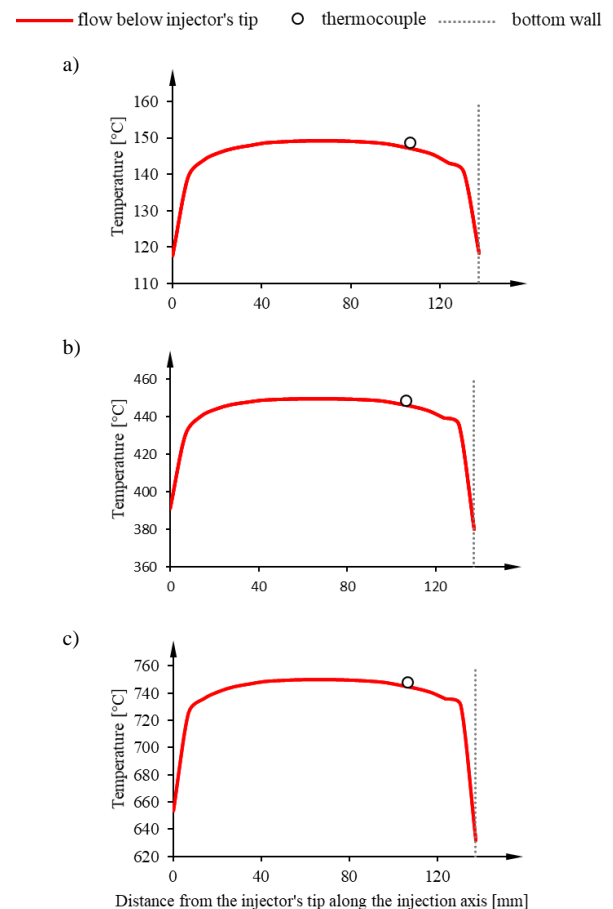 flow below injector's tip thermocouple bottom wall
a)
Temperature [°C]
160
150
140
130
120
110
0 40 80 120
b)
Temperature [°C]
460
440
420
400
380
360
0 40 80 120
c)
Temperature [°C]
760
740
720
700
680
660
640
620
0 40 80 120
Distance from the injector's tip along the injection axis [mm]